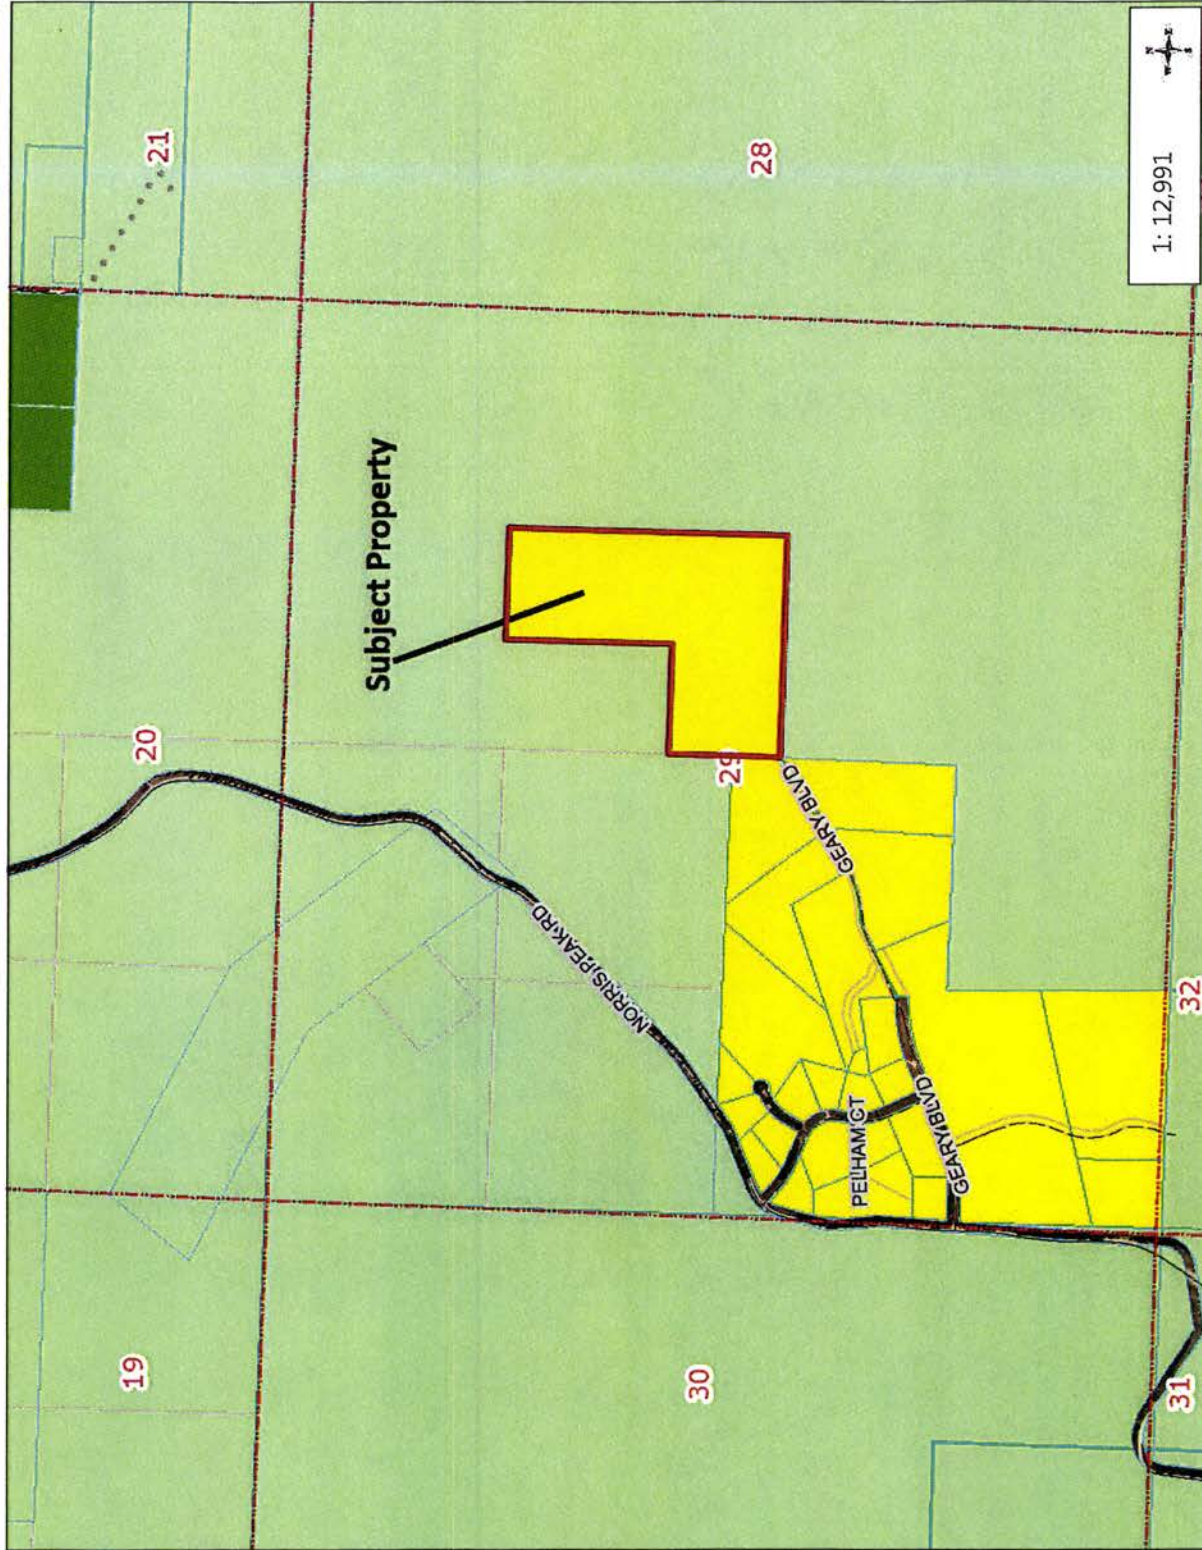 19
20
21
Subject Property
NORRIS PEAK RD
30
29
28
GEARY BLVD
PELHAM CT
GEARY BLVD
31
32
1: 12,991
N
W
E
S